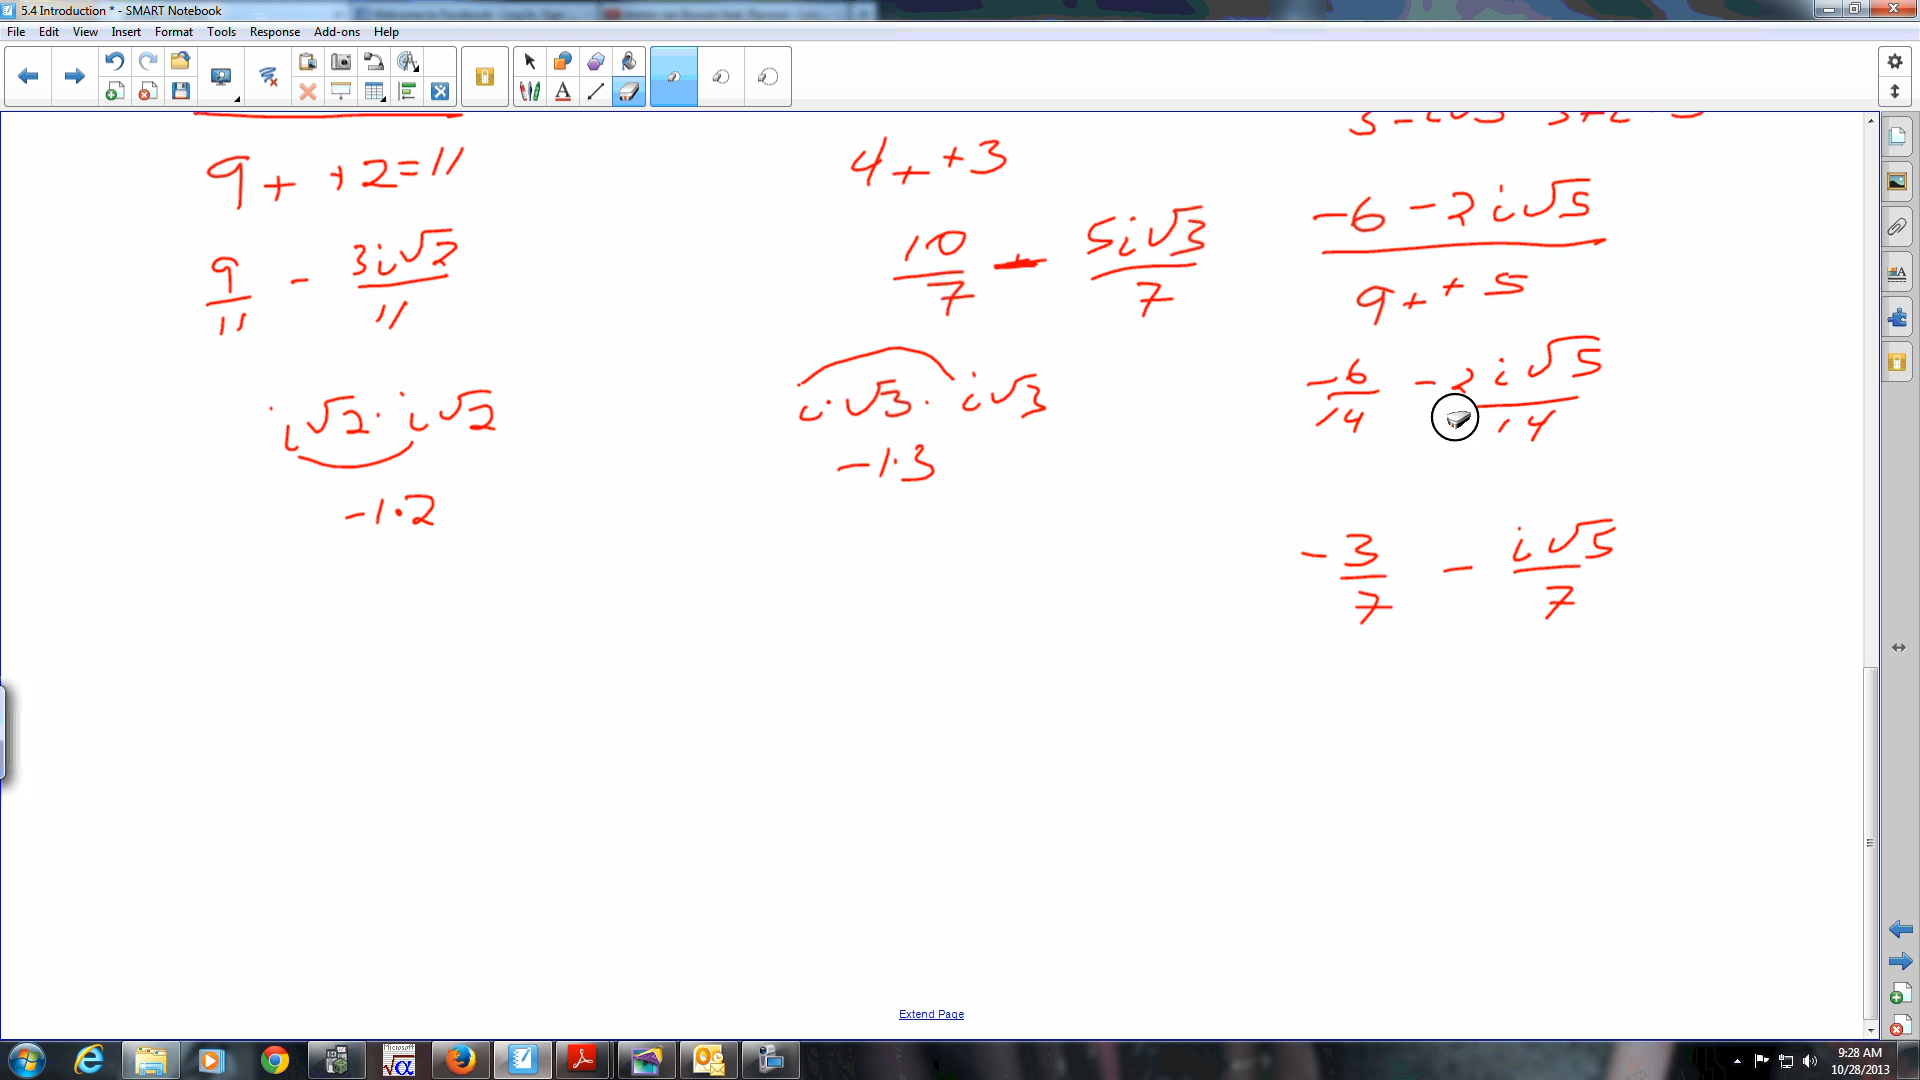 5.4 Introduction * - SMART Notebook
File Edit View Insert Format Tools Response Add-ons Help
9 + + 2 = 11
9/11 - 3i√2/11
i√2 · i√2
-1·2
4 + + 3
10/7 - 5i√3/7
i·√3 · i√3
-1·3
-6 - 2i√5
9 + + 5
-6/14 -2i√5/14
-3/7 - i√5/7
Extend Page
9:28 AM
10/28/2013